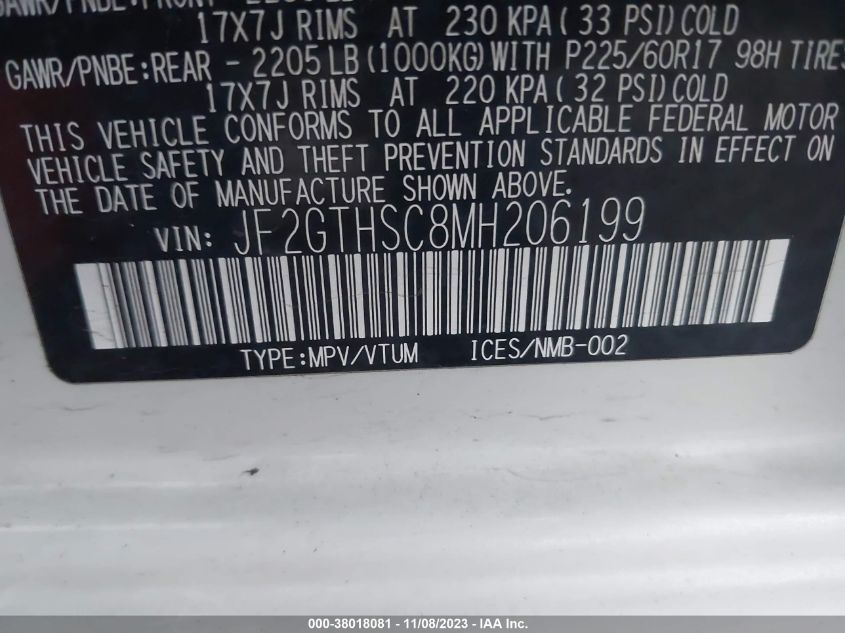 17X7J RIMS AT 230 KPA(33 PSI)COLD
GAWR/PNBE:REAR - 2205 LB(1000KG)WITH P225/60R17 98H TIRES
17X7J RIMS AT 220 KPA(32 PSI)COLD
THIS VEHICLE CONFORMS TO ALL APPLICABLE FEDERAL MOTOR
VEHICLE SAFETY AND THEFT PREVENTION STANDARDS IN EFFECT ON
THE DATE OF MANUFACTURE SHOWN ABOVE.
VIN: JF2GTHSC8MH206199
TYPE:MPV/VTUM ICES/NMB-002
000-38018081 - 11/08/2023 - IAA Inc.